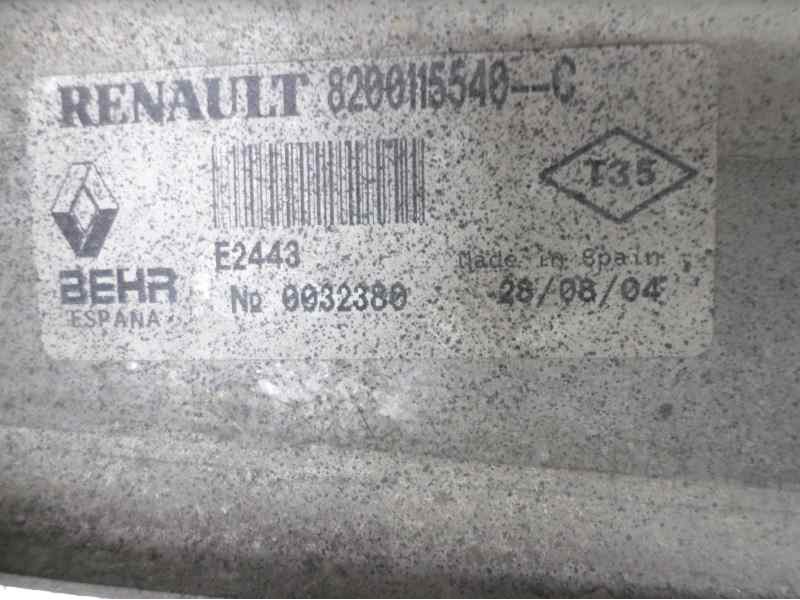 RENAULT 8200115540--C
T35
E2443
Made in Spain
BEHR
Nº 0032380
28/08/04
ESPAÑA